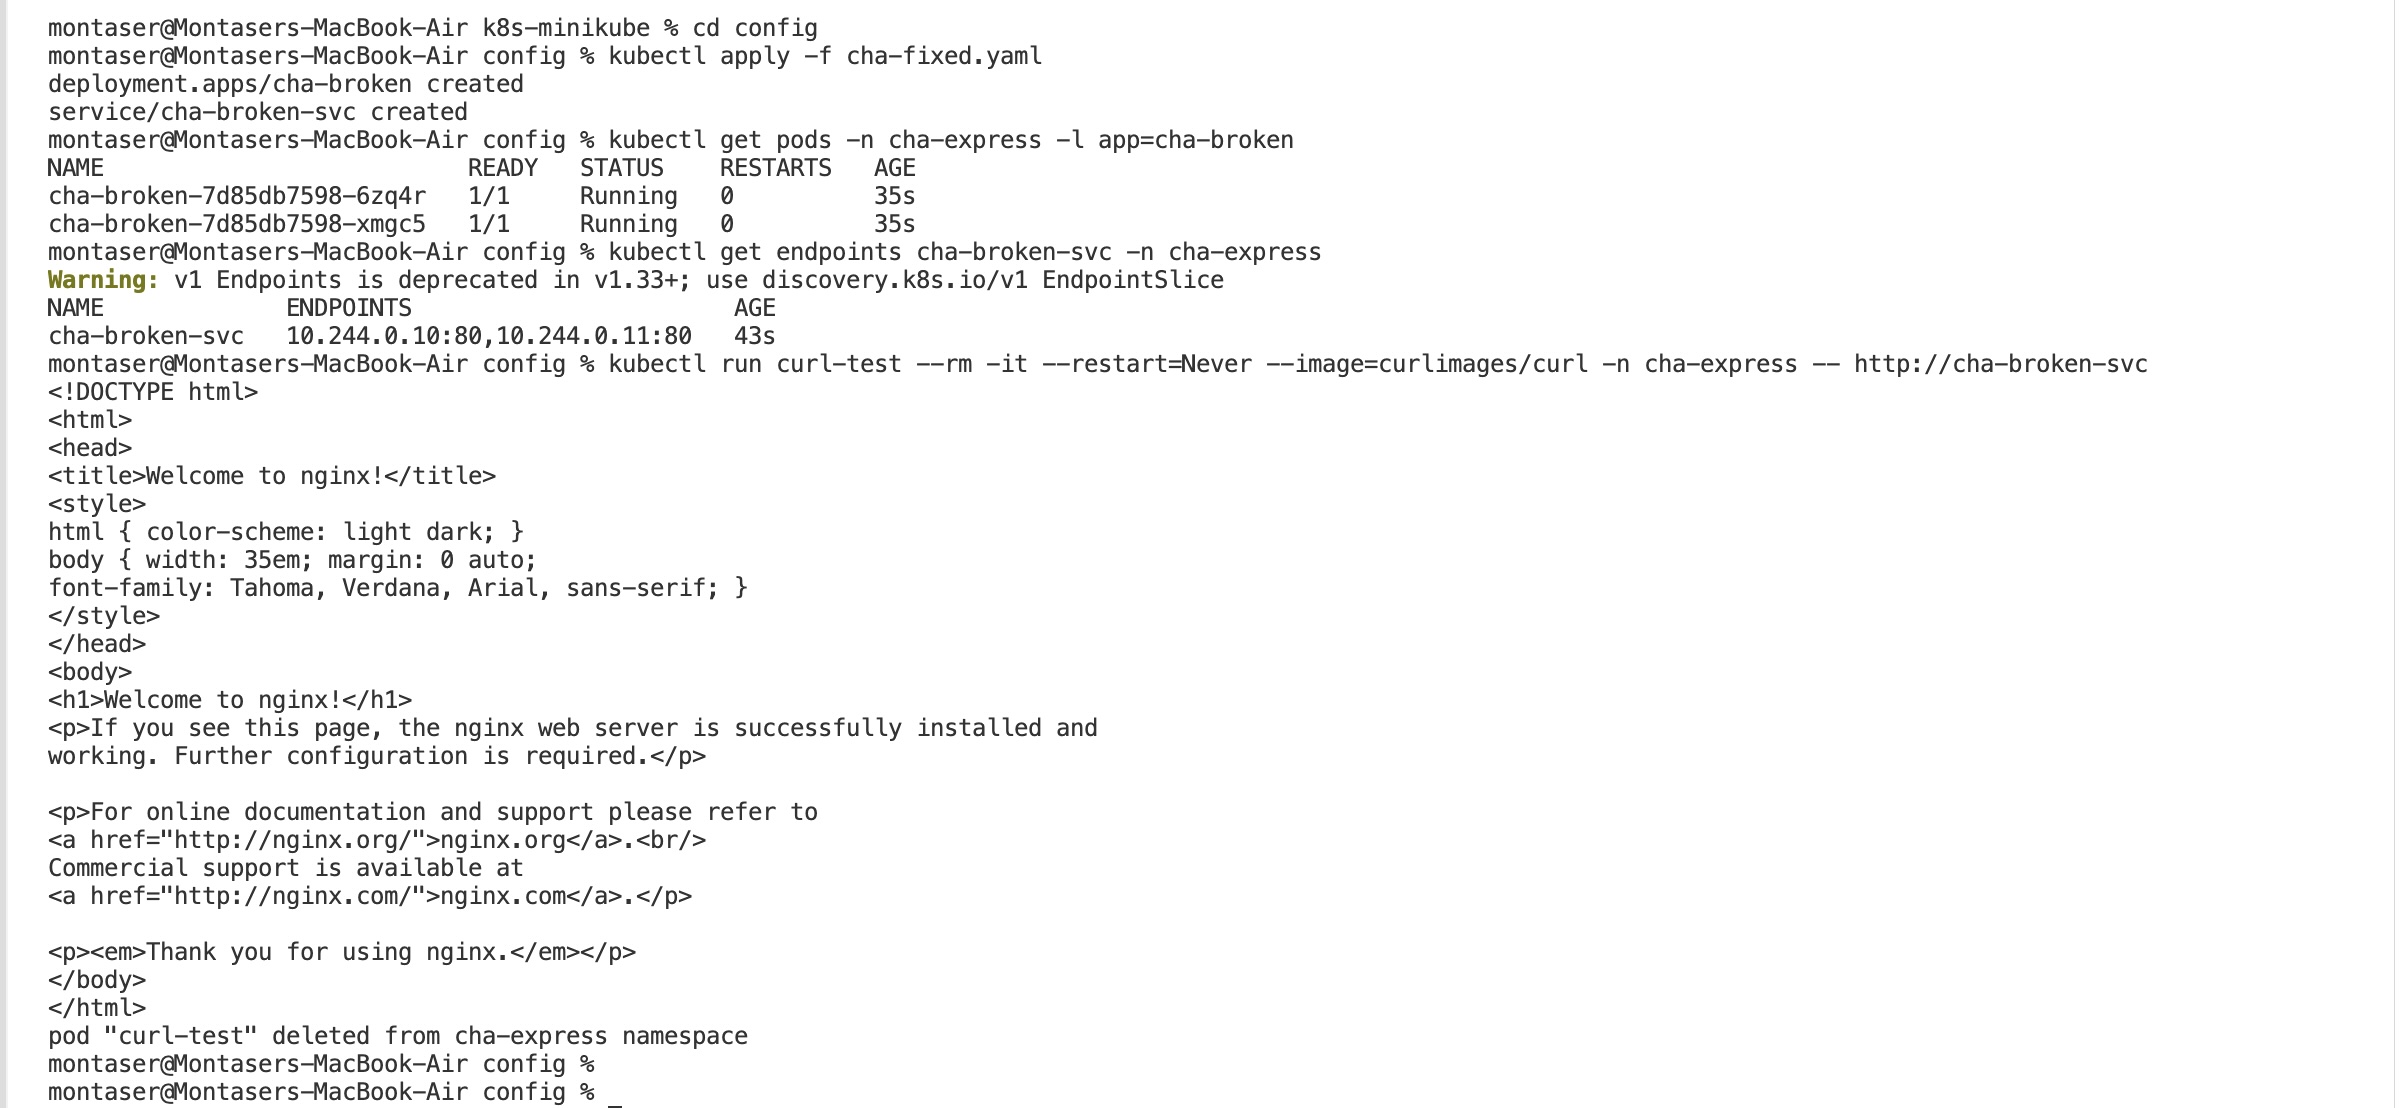 montaser@Montasers-MacBook-Air k8s-minikube % cd config
montaser@Montasers-MacBook-Air config % kubectl apply -f cha-fixed.yaml
deployment.apps/cha-broken created
service/cha-broken-svc created
montaser@Montasers-MacBook-Air config % kubectl get pods -n cha-express -l app=cha-broken
NAME                          READY   STATUS    RESTARTS   AGE
cha-broken-7d85db7598-6zq4r   1/1     Running   0          35s
cha-broken-7d85db7598-xmgc5   1/1     Running   0          35s
montaser@Montasers-MacBook-Air config % kubectl get endpoints cha-broken-svc -n cha-express
Warning: v1 Endpoints is deprecated in v1.33+; use discovery.k8s.io/v1 EndpointSlice
NAME             ENDPOINTS                       AGE
cha-broken-svc   10.244.0.10:80,10.244.0.11:80   43s
montaser@Montasers-MacBook-Air config % kubectl run curl-test --rm -it --restart=Never --image=curlimages/curl -n cha-express -- http://cha-broken-svc
<!DOCTYPE html>
<html>
<head>
<title>Welcome to nginx!</title>
<style>
html { color-scheme: light dark; }
body { width: 35em; margin: 0 auto;
font-family: Tahoma, Verdana, Arial, sans-serif; }
</style>
</head>
<body>
<h1>Welcome to nginx!</h1>
<p>If you see this page, the nginx web server is successfully installed and
working. Further configuration is required.</p>

<p>For online documentation and support please refer to
<a href="http://nginx.org/">nginx.org</a>.<br/>
Commercial support is available at
<a href="http://nginx.com/">nginx.com</a>.</p>

<p><em>Thank you for using nginx.</em></p>
</body>
</html>
pod "curl-test" deleted from cha-express namespace
montaser@Montasers-MacBook-Air config %
montaser@Montasers-MacBook-Air config %